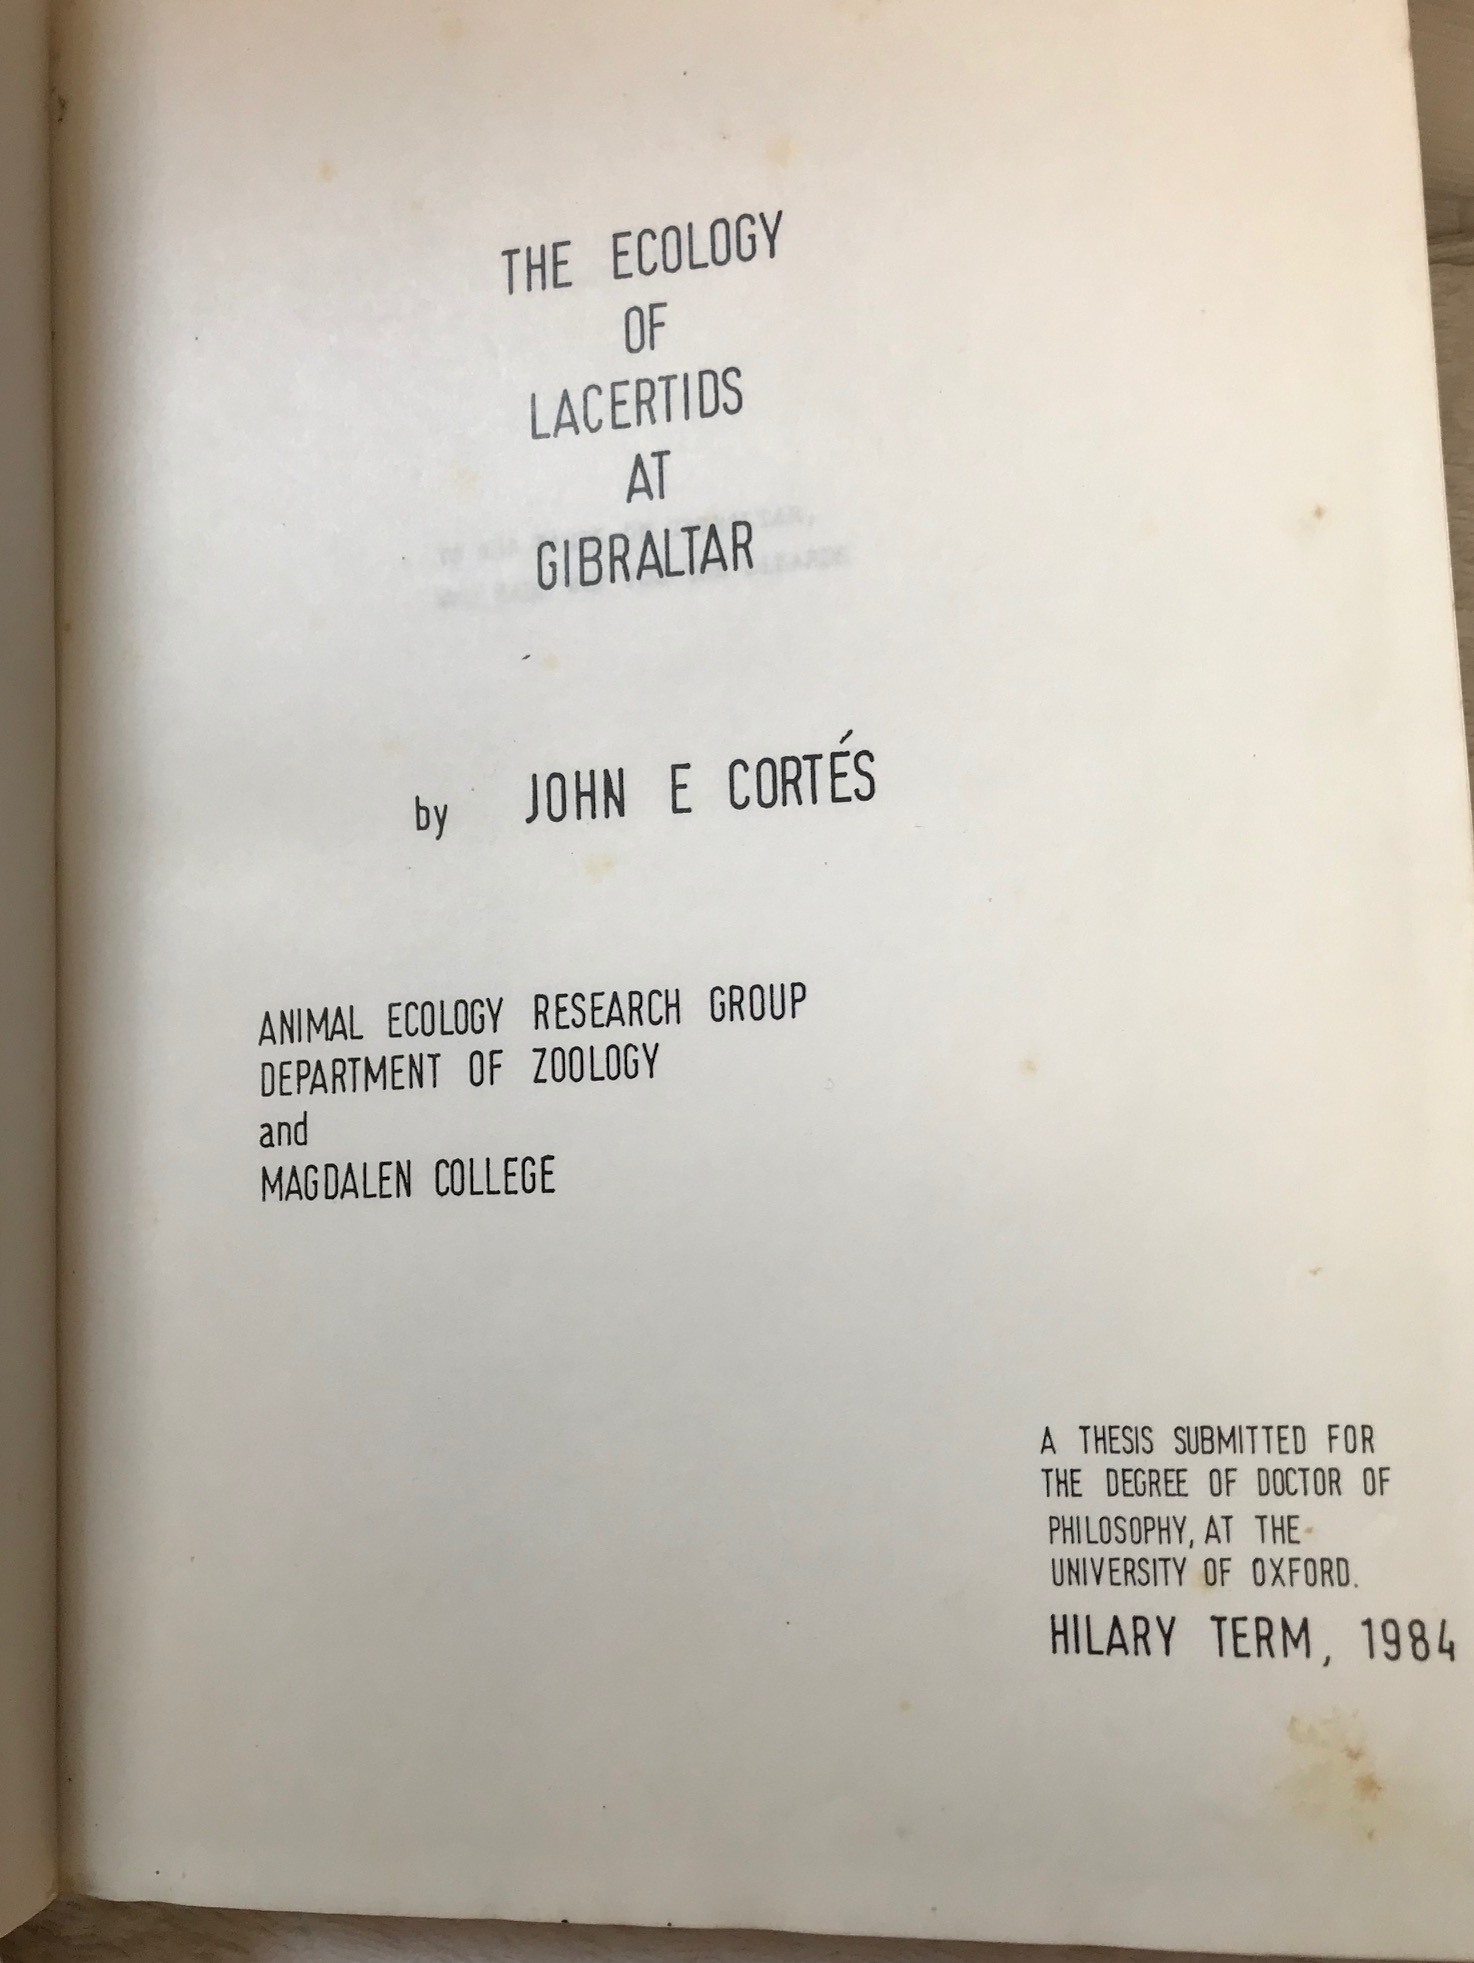 THE ECOLOGY
OF
LACERTIDS
AT
GIBRALTAR
by JOHN E CORTÉS
ANIMAL ECOLOGY RESEARCH GROUP
DEPARTMENT OF ZOOLOGY
and
MAGDALEN COLLEGE
A THESIS SUBMITTED FOR
THE DEGREE OF DOCTOR OF
PHILOSOPHY, AT THE
UNIVERSITY OF OXFORD.
HILARY TERM, 1984